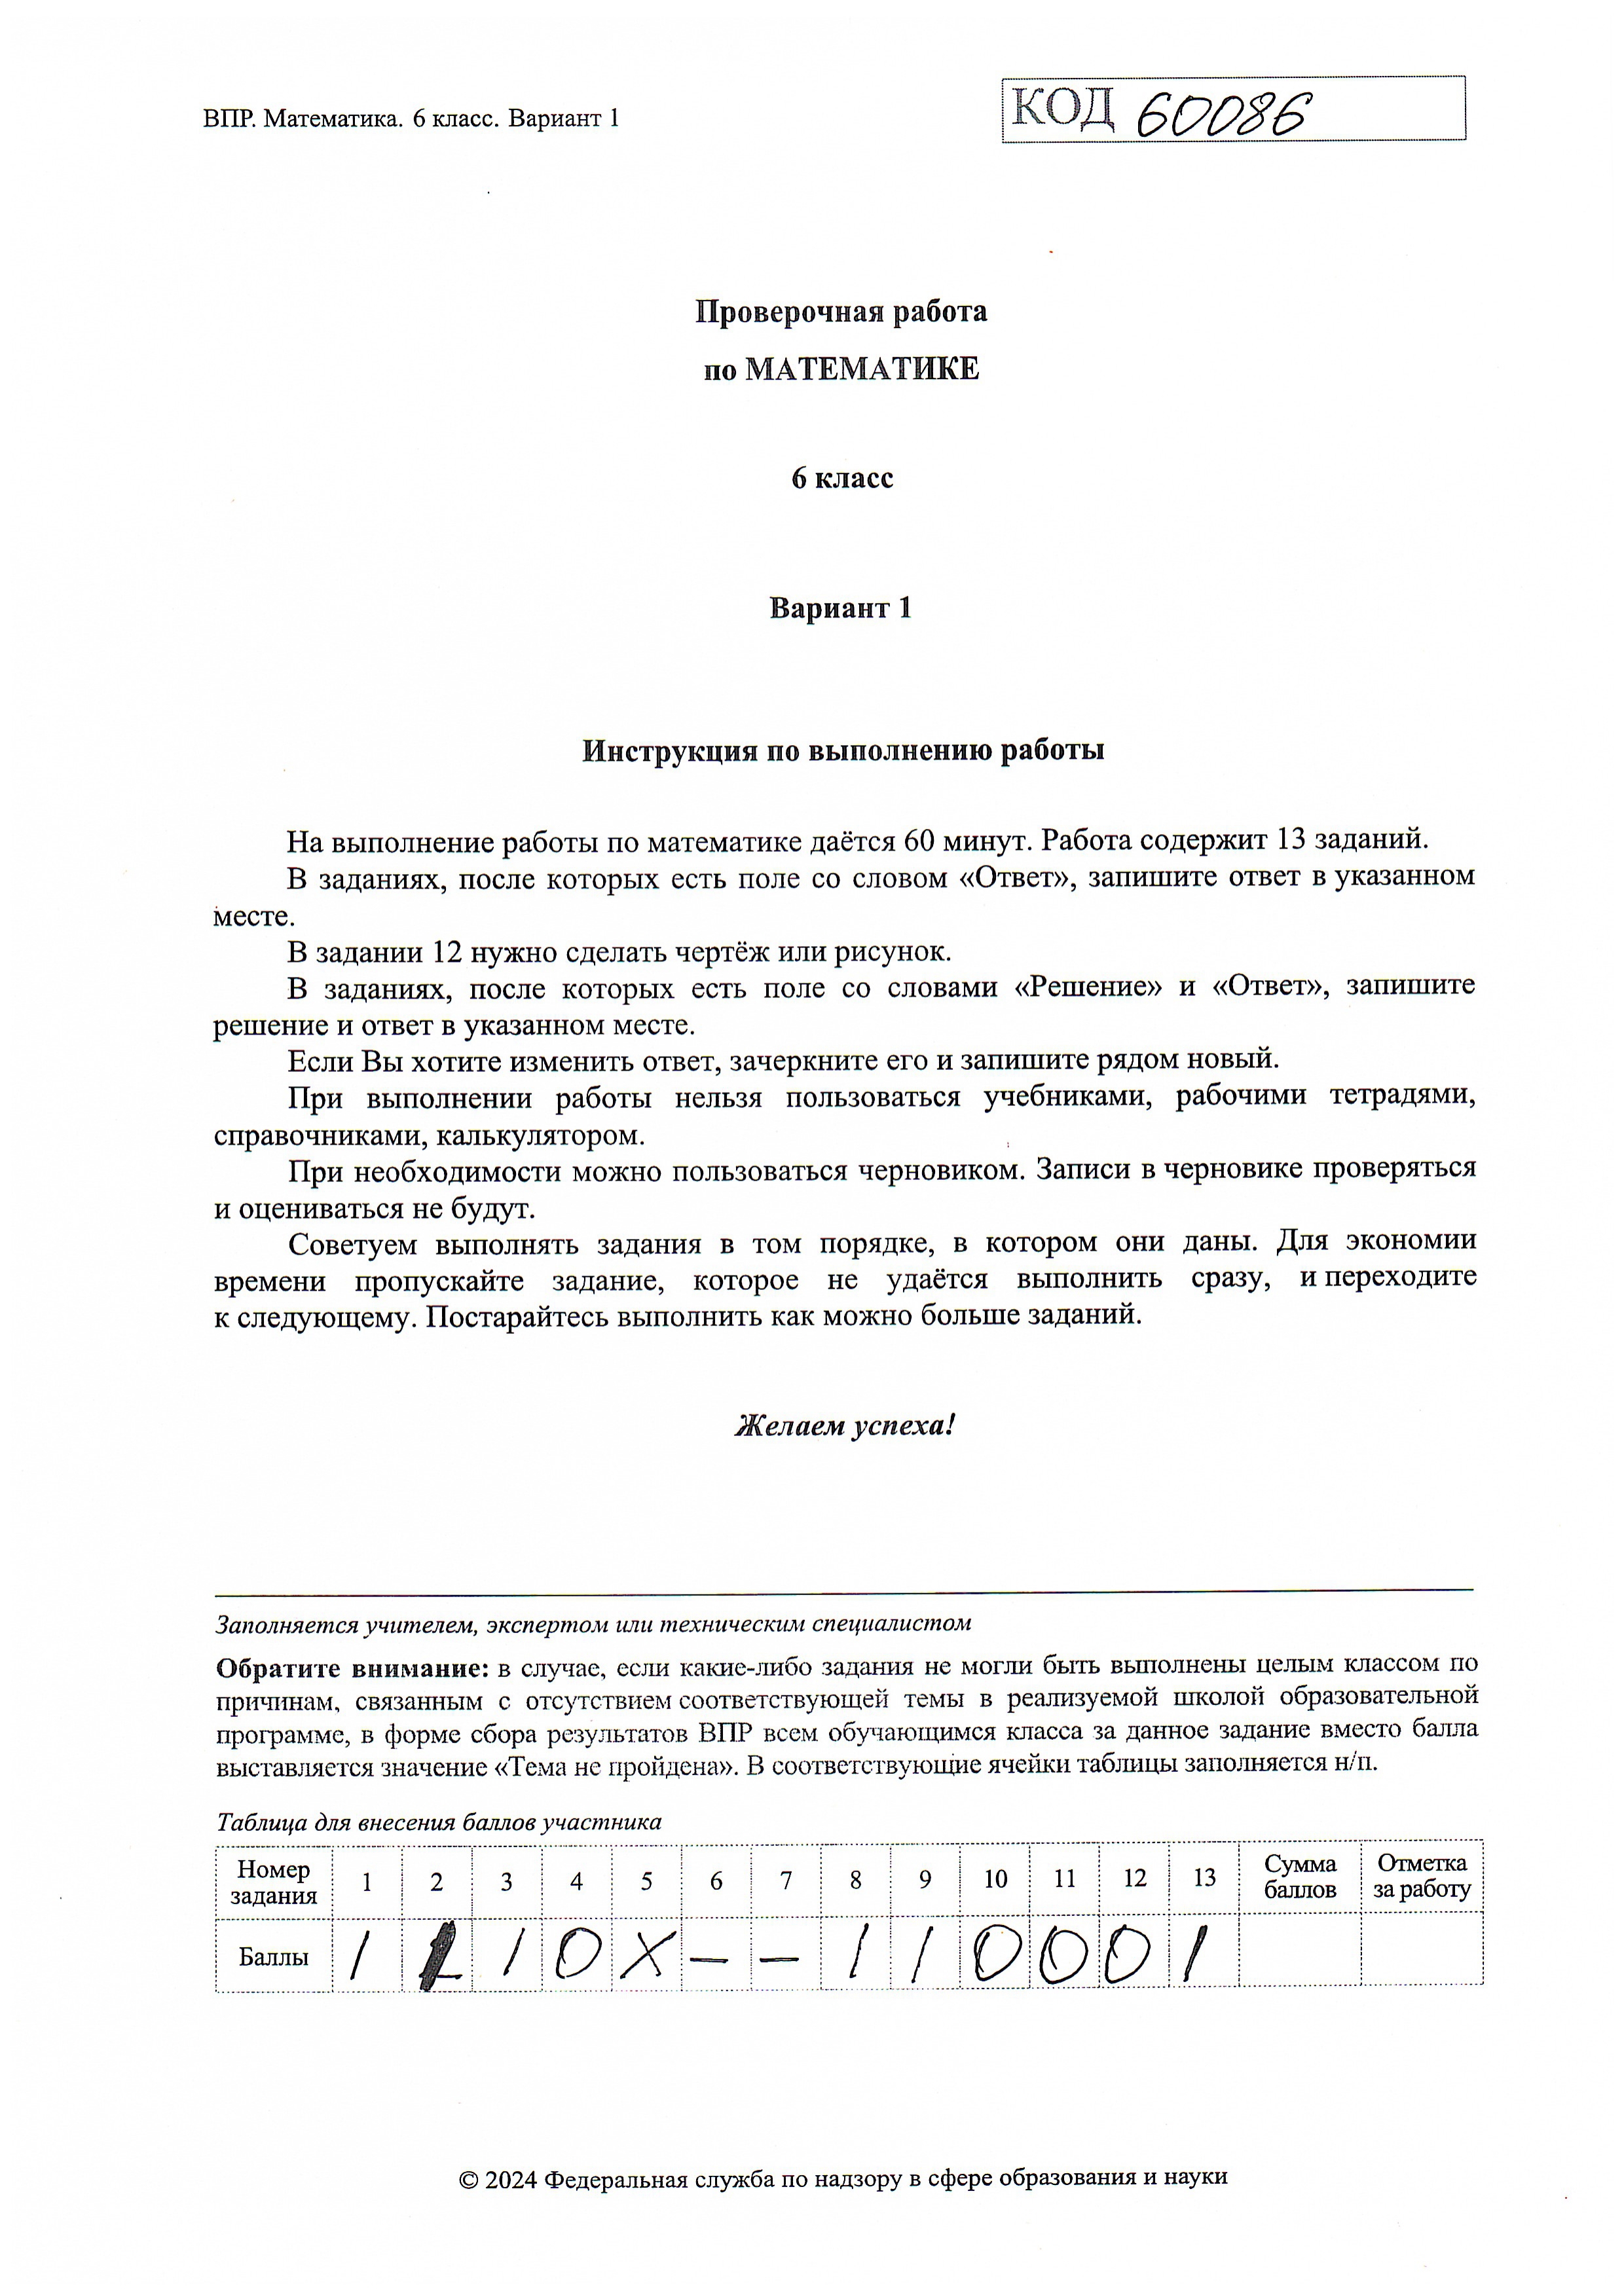 ВПР. Математика. 6 класс. Вариант 1
КОД 60086
Проверочная работа
по МАТЕМАТИКЕ
6 класс
Вариант 1
Инструкция по выполнению работы
На выполнение работы по математике даётся 60 минут. Работа содержит 13 заданий.
В заданиях, после которых есть поле со словом «Ответ», запишите ответ в указанном
месте.
В задании 12 нужно сделать чертёж или рисунок.
В заданиях, после которых есть поле со словами «Решение» и «Ответ», запишите
решение и ответ в указанном месте.
Если Вы хотите изменить ответ, зачеркните его и запишите рядом новый.
При выполнении работы нельзя пользоваться учебниками, рабочими тетрадями,
справочниками, калькулятором.
При необходимости можно пользоваться черновиком. Записи в черновике проверяться
и оцениваться не будут.
Советуем выполнять задания в том порядке, в котором они даны. Для экономии
времени пропускайте задание, которое не удаётся выполнить сразу, и переходите
к следующему. Постарайтесь выполнить как можно больше заданий.
Желаем успеха!
Заполняется учителем, экспертом или техническим специалистом
Обратите внимание: в случае, если какие-либо задания не могли быть выполнены целым классом по
причинам, связанным с отсутствием соответствующей темы в реализуемой школой образовательной
программе, в форме сбора результатов ВПР всем обучающимся класса за данное задание вместо балла
выставляется значение «Тема не пройдена». В соответствующие ячейки таблицы заполняется н/п.
Таблица для внесения баллов участника
Номер задания 1 2 3 4 5 6 7 8 9 10 11 12 13 Сумма баллов Отметка за работу
Баллы 1 1 0 X – – 1 1 0 0 0 1
© 2024 Федеральная служба по надзору в сфере образования и науки